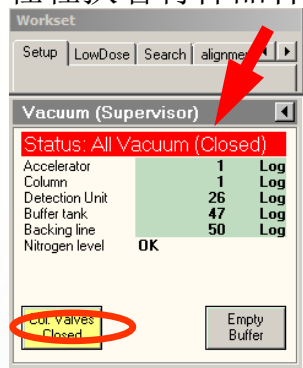 Workset
Setup LowDose Search
Vacuum (Supervisor)
Status: All Vacuum (Closed)
Accelerator 1 Log
Column 1 Log
Detection Unit 26 Log
Buffer tank 47 Log
Backing line 50 Log
Nitrogen level OK
Col. Valves Closed
Empty Buffer